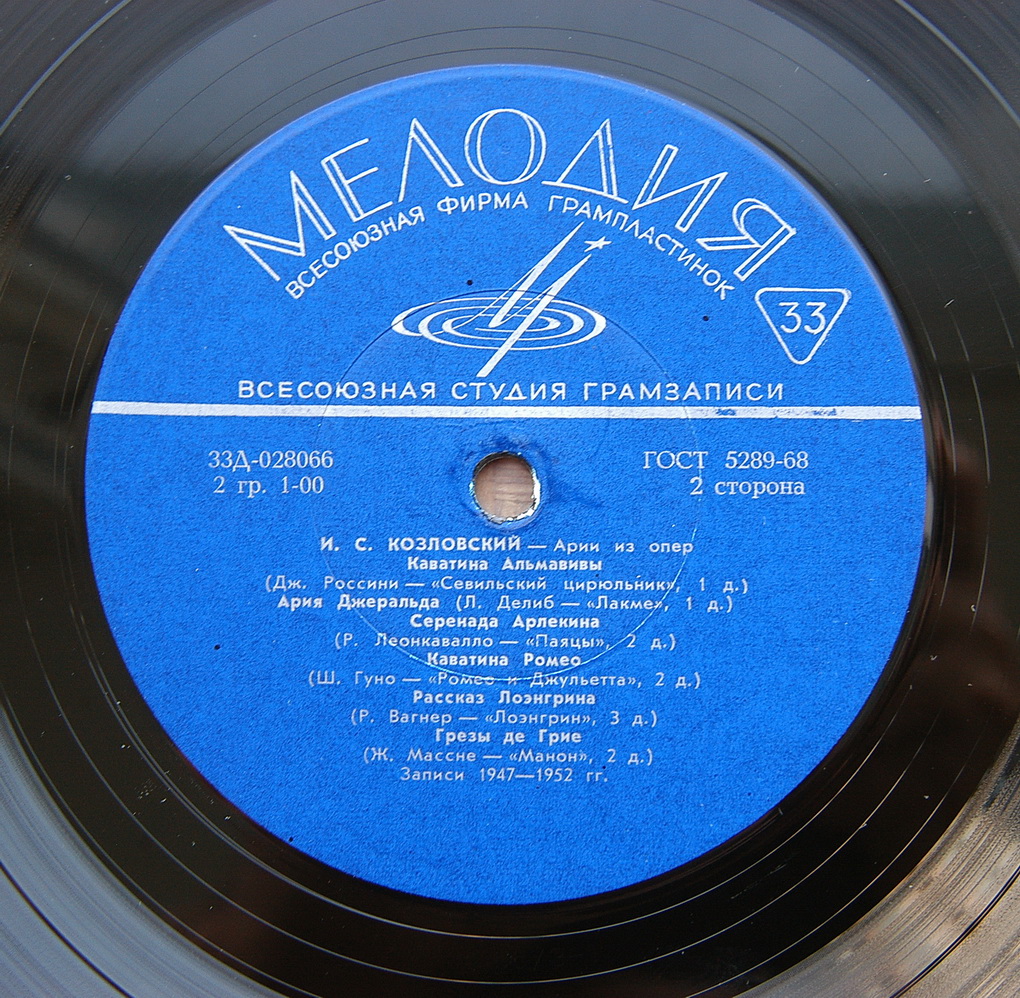 МЕЛОДИЯ
ВСЕСОЮЗНАЯ ФИРМА ГРАМПЛАСТИНОК
33
ВСЕСОЮЗНАЯ СТУДИЯ ГРАМЗАПИСИ
33Д-028066 ГОСТ 5289-68
2 гр. 1-00 2 сторона
И. С. КОЗЛОВСКИЙ — Арии из опер
Каватина Альмавивы
(Дж. Россини — «Севильский цирюльник», 1 д.)
Ария Джеральда (Л. Делиб — «Лакме», 1 д.)
Серенада Арлекина
(Р. Леонкавалло — «Паяцы», 2 д.)
Каватина Ромео
(Ш. Гуно — «Ромео и Джульетта», 2 д.)
Рассказ Лоэнгрина
(Р. Вагнер — «Лоэнгрин», 3 д.)
Грезы де Грие
(Ж. Массне — «Манон», 2 д.)
Записи 1947—1952 гг.